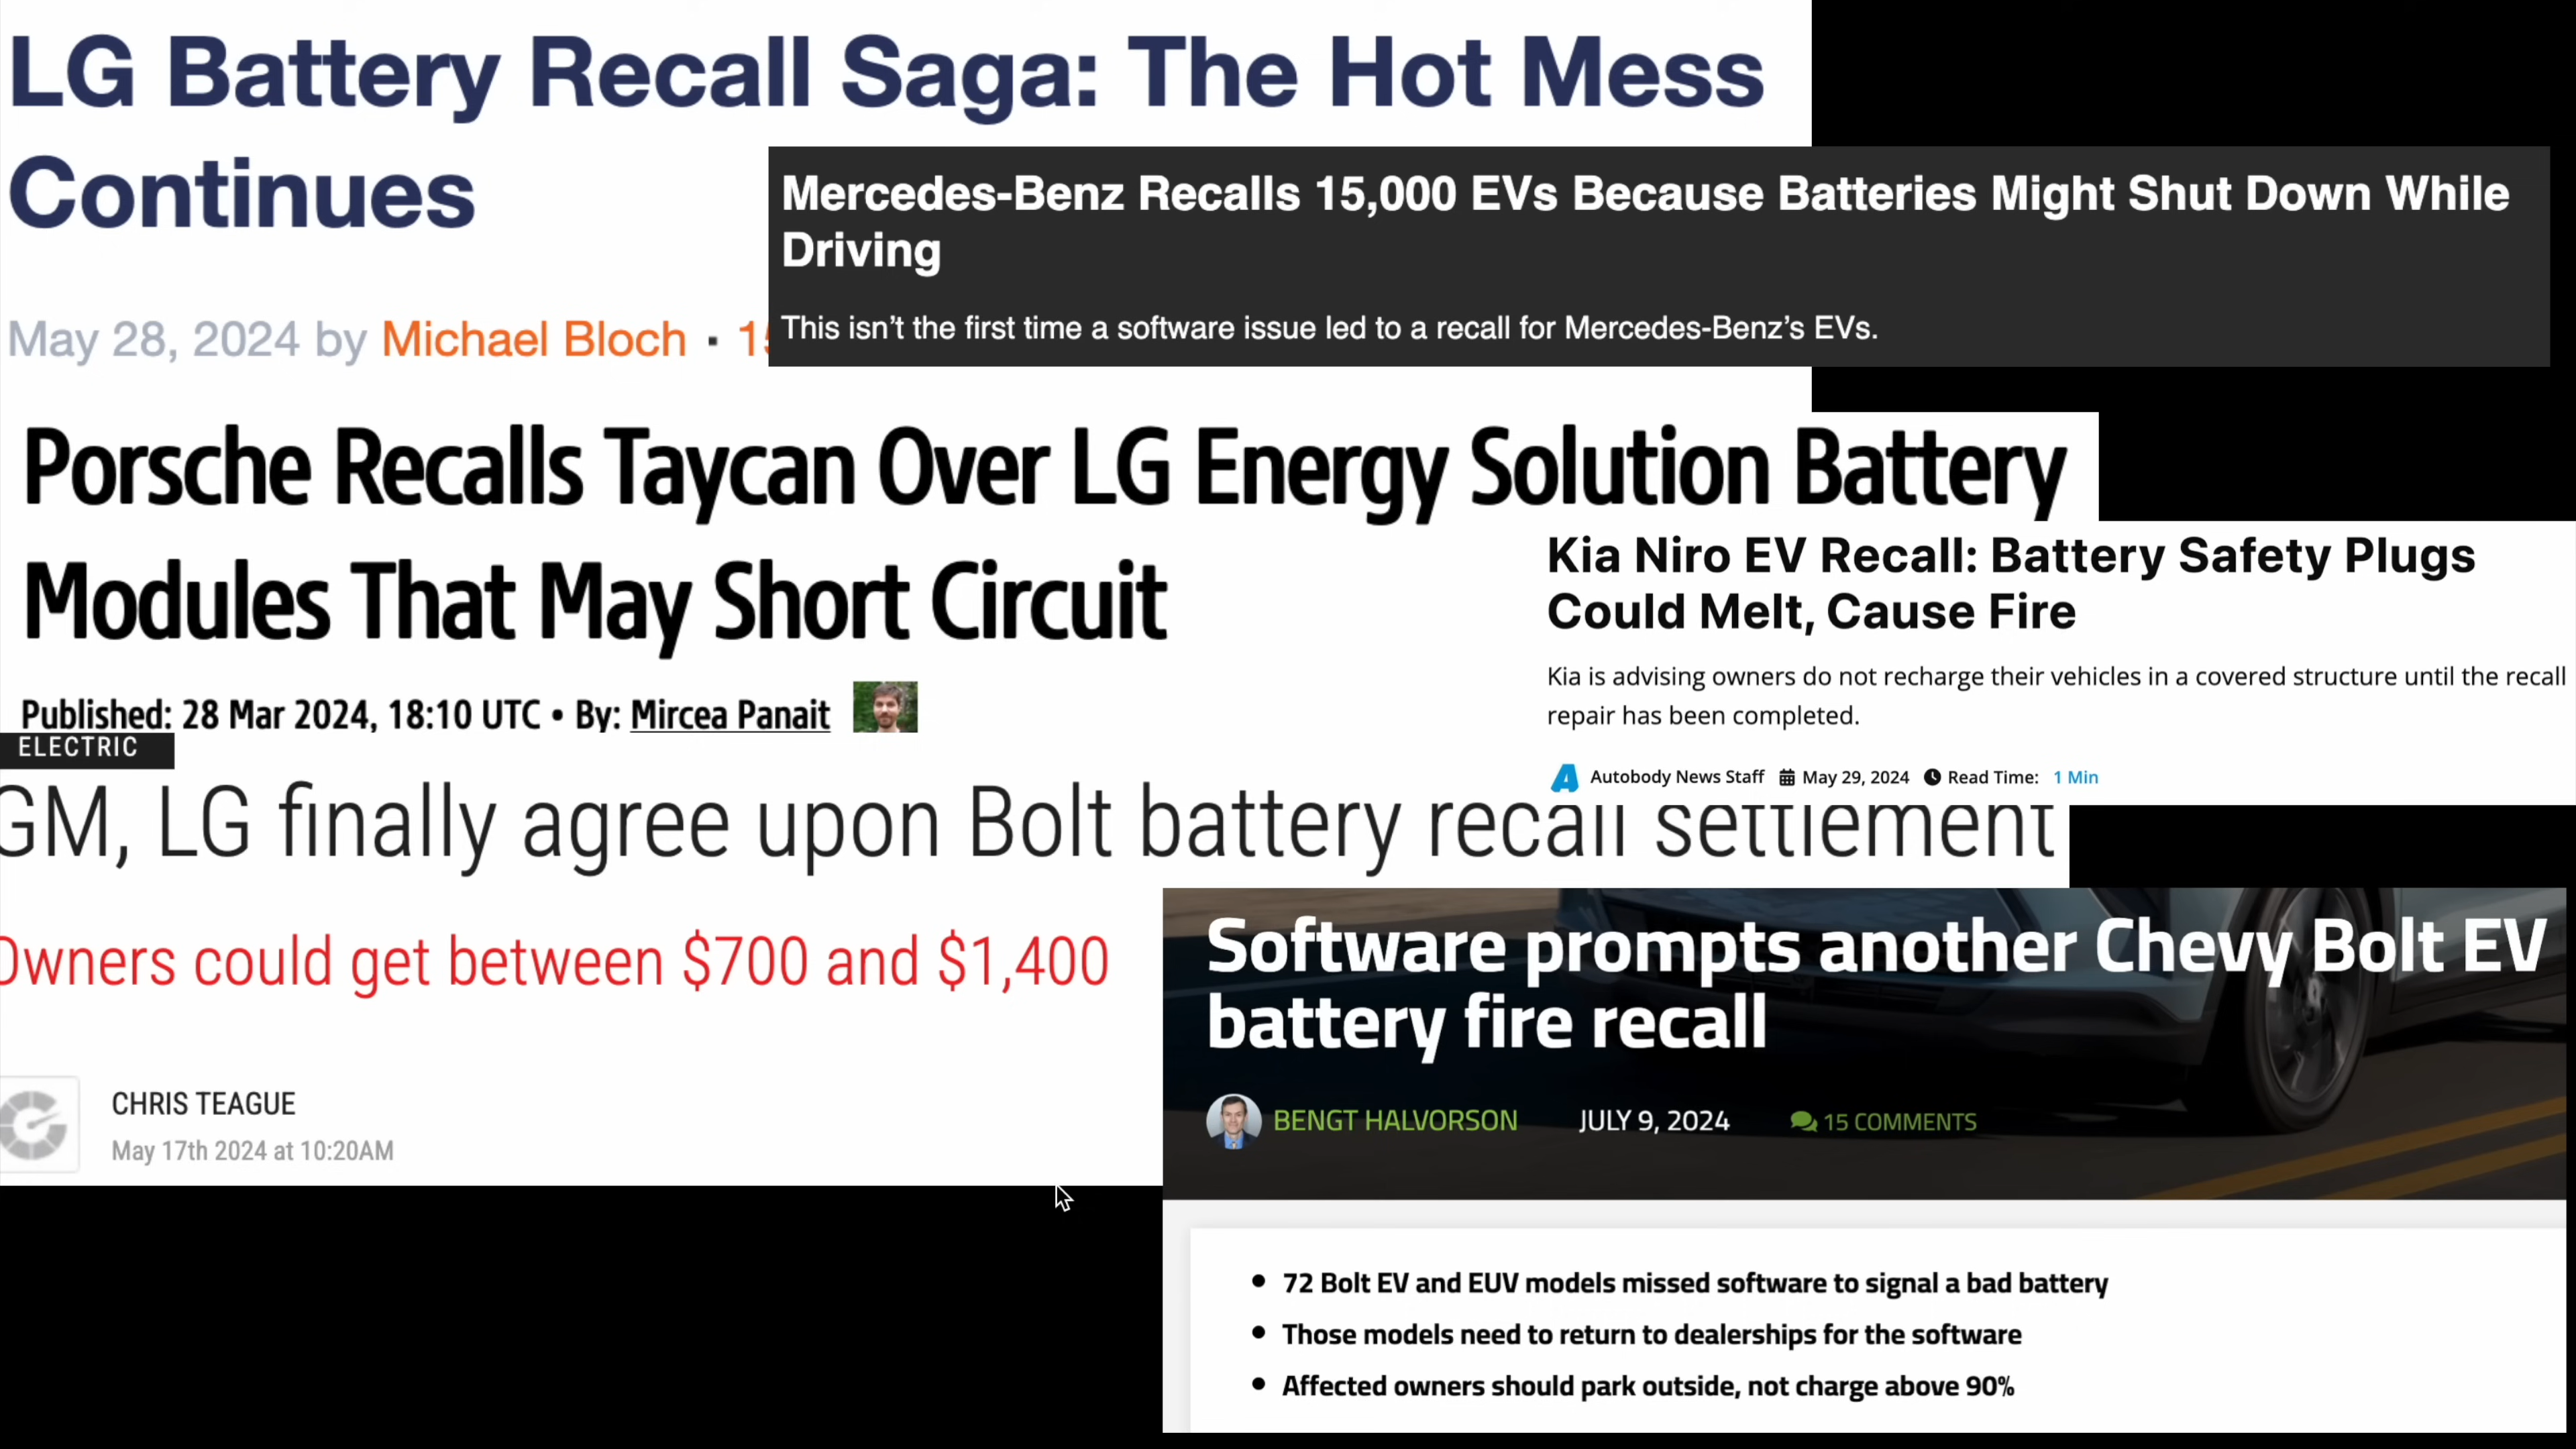 LG Battery Recall Saga: The Hot Mess
Continues
May 28, 2024 by Michael Bloch •
Mercedes-Benz Recalls 15,000 EVs Because Batteries Might Shut Down While
Driving
This isn't the first time a software issue led to a recall for Mercedes-Benz's EVs.
Porsche Recalls Taycan Over LG Energy Solution Battery
Modules That May Short Circuit
Published: 28 Mar 2024, 18:10 UTC • By: Mircea Panait
Kia Niro EV Recall: Battery Safety Plugs
Could Melt, Cause Fire
Kia is advising owners do not recharge their vehicles in a covered structure until the recall
repair has been completed.
Autobody News Staff May 29, 2024 Read Time: 1 Min
ELECTRIC
GM, LG finally agree upon Bolt battery recall settlement
Owners could get between $700 and $1,400
CHRIS TEAGUE
May 17th 2024 at 10:20AM
Software prompts another Chevy Bolt EV
battery fire recall
BENGT HALVORSON JULY 9, 2024 15 COMMENTS
• 72 Bolt EV and EUV models missed software to signal a bad battery
• Those models need to return to dealerships for the software
• Affected owners should park outside, not charge above 90%